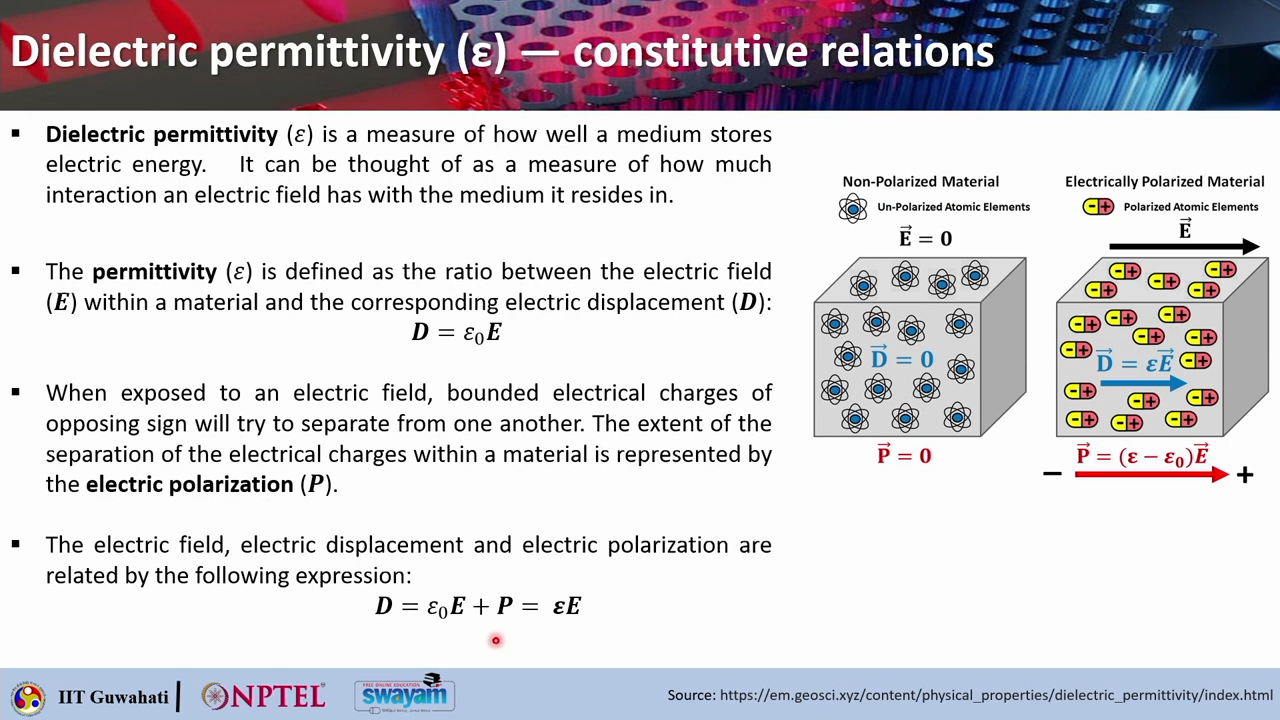 Dielectric permittivity (ε) — constitutive relations
▪ Dielectric permittivity (ε) is a measure of how well a medium stores
electric energy. It can be thought of as a measure of how much
interaction an electric field has with the medium it resides in.
▪ The permittivity (ε) is defined as the ratio between the electric field
(E) within a material and the corresponding electric displacement (D):
D = ε₀E
▪ When exposed to an electric field, bounded electrical charges of
opposing sign will try to separate from one another. The extent of the
separation of the electrical charges within a material is represented by
the electric polarization (P).
▪ The electric field, electric displacement and electric polarization are
related by the following expression:
D = ε₀E + P = εE
Non-Polarized Material
Un-Polarized Atomic Elements
E⃗ = 0
D⃗ = 0
P⃗ = 0
Electrically Polarized Material
- +
Polarized Atomic Elements
E⃗
D⃗ = εE⃗
P⃗ = (ε − ε₀)E⃗
− +
IIT Guwahati
NPTEL
FREE ONLINE EDUCATION
swayam
Source: https://em.geosci.xyz/content/physical_properties/dielectric_permittivity/index.html